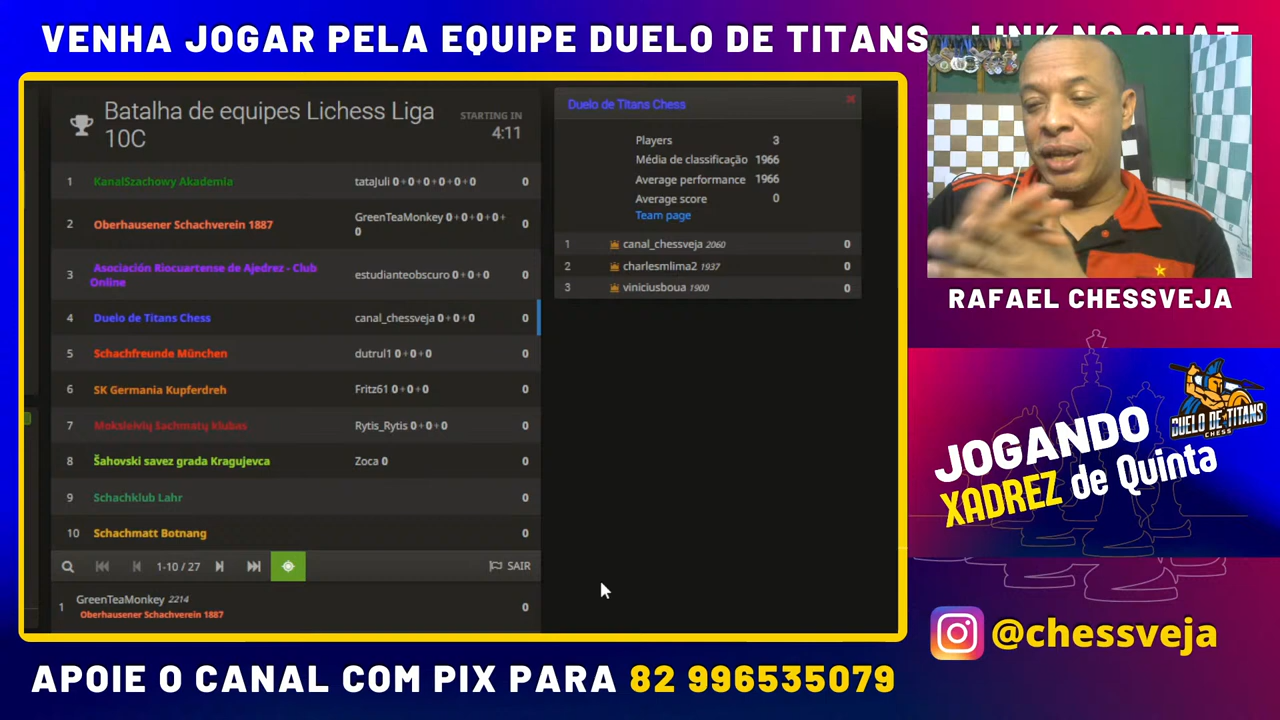 VENHA JOGAR PELA EQUIPE DUELO DE TITANS - LINK NO CHAT
Batalha de equipes Lichess Liga
10C
STARTING IN
4:11
1 KanalSzachowy Akademia tataJuli 0+0+0+0+0+0 0
2 Oberhausener Schachverein 1887 GreenTeaMonkey 0+0+0+0+
0 0
3 Asociación Riocuartense de Ajedrez - Club
Online estudianteobscuro 0+0+0 0
4 Duelo de Titans Chess canal_chessveja 0+0+0 0
5 Schachfreunde München dutrul1 0+0+0 0
6 SK Germania Kupferdreh Fritz61 0+0+0 0
7 Moksleivių šachmatų klubas Rytis_Rytis 0+0+0 0
8 Šahovski savez grada Kragujevca Zoca 0 0
9 Schachklub Lahr 0
10 Schachmatt Botnang 0
1-10 / 27 SAIR
1 GreenTeaMonkey 2214
Oberhausener Schachverein 1887 0
Duelo de Titans Chess
Players 3
Média de classificação 1966
Average performance 1966
Average score 0
Team page
1 canal_chessveja 2060 0
2 charlesmlima2 1937 0
3 viniciusboua 1900 0
RAFAEL CHESSVEJA
DUELO DE TITANS
CHESS
JOGANDO
XADREZ de Quinta
@chessveja
APOIE O CANAL COM PIX PARA 82 996535079